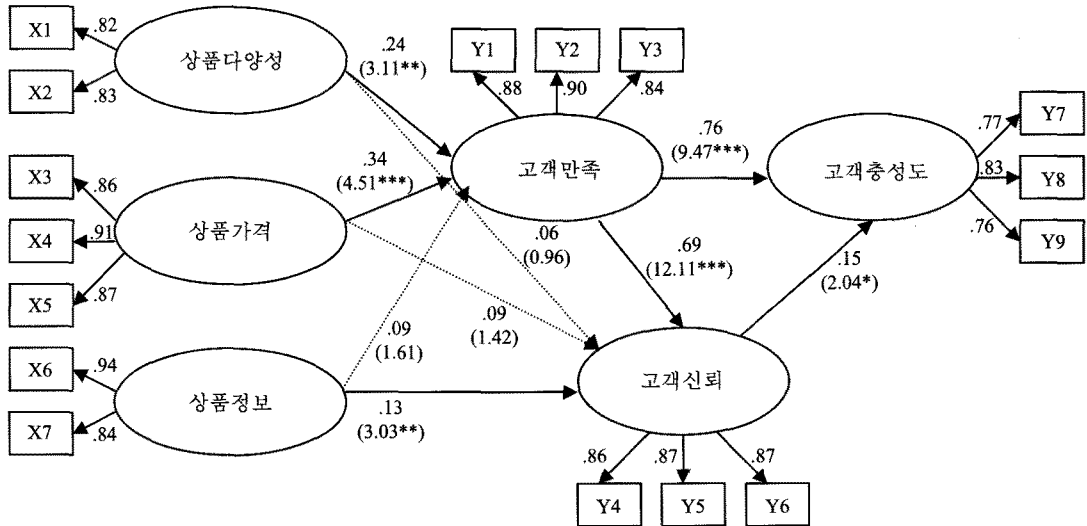 X1
.82
상품다양성
X2
.83
.24
(3.11**)
Y1
Y2
Y3
.88
.90
.84
고객만족
.76
(9.47***)
고객충성도
.77
Y7
.83
Y8
.76
Y9
X3
.86
X4
.91
X5
.87
상품가격
.34
(4.51***)
.06
(0.96)
.69
(12.11***)
.15
(2.04*)
.09
(1.61)
.09
(1.42)
X6
.94
X7
.84
상품정보
.13
(3.03**)
고객신뢰
.86
.87
.87
Y4
Y5
Y6